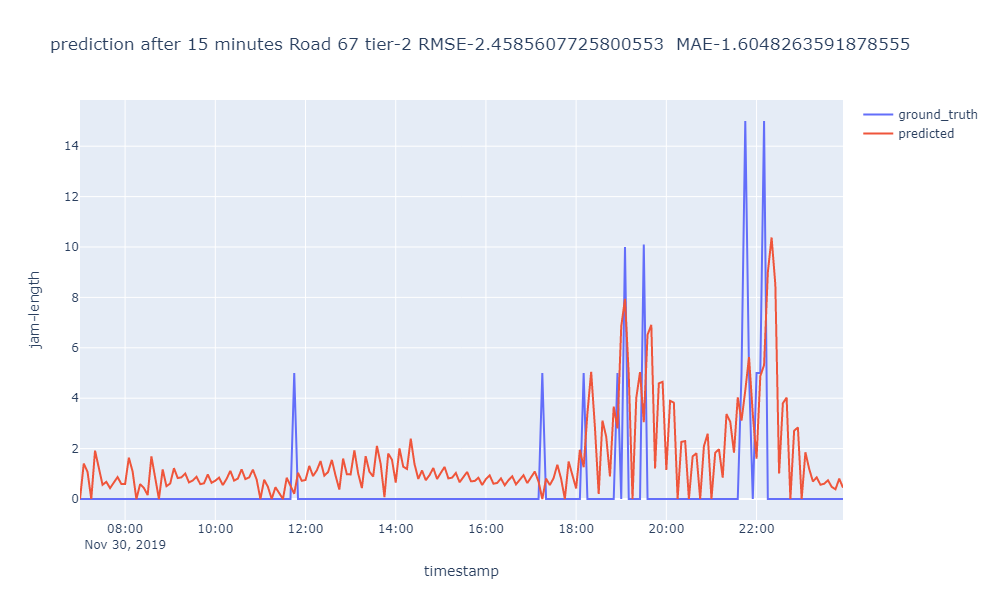 prediction after 15 minutes Road 67 tier-2 RMSE-2.4585607725800553  MAE-1.6048263591878555
ground_truth
predicted
14
12
10
8
6
4
2
0
jam-length
08:00 10:00 12:00 14:00 16:00 18:00 20:00 22:00
Nov 30, 2019
timestamp